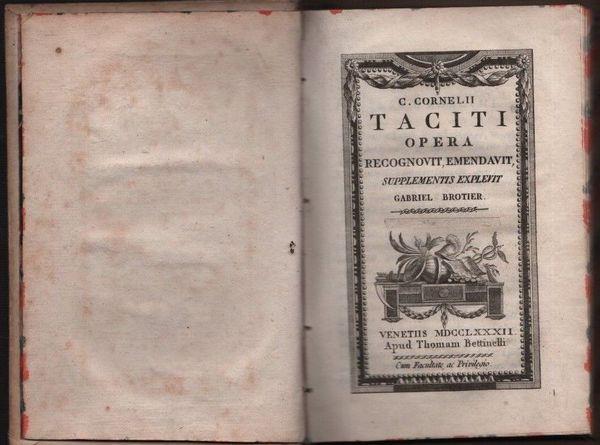 C. CORNELII
TACITI
OPERA
RECOGNOVIT, EMENDAVIT,
SUPPLEMENTIS EXPLEVIT
GABRIEL BROTIER.
VENETIIS MDCCLXXXII.
Apud Thomam Bettinelli
Cum Facultate ac Privilegio.